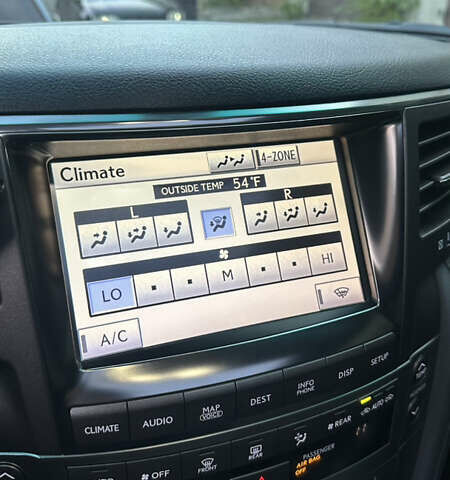 Climate 4-ZONE
OUTSIDE TEMP 54°F
L R
LO M HI
A/C
CLIMATE AUDIO MAP VOICE DEST INFO PHONE DISP SETUP
OFF FRONT REAR REAR AUTO
PASSENGER
AIR BAG
OFF